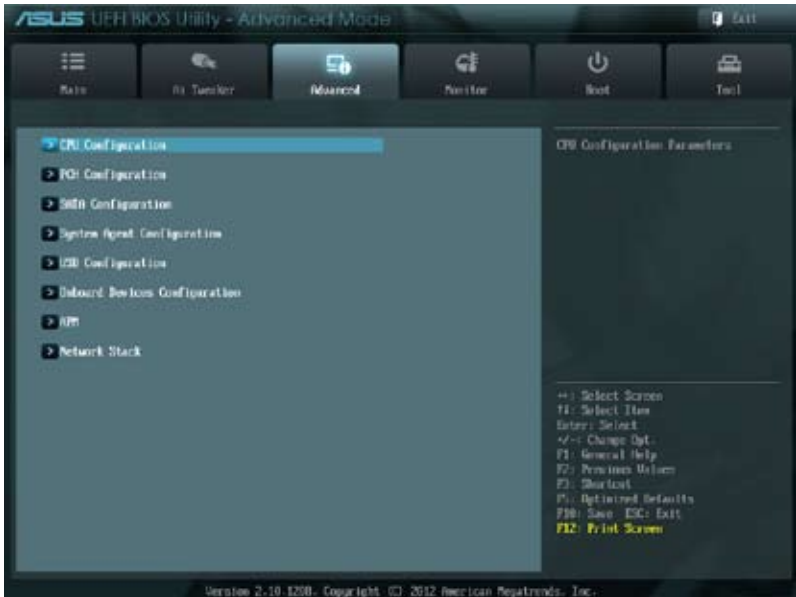 ASUS UEFI BIOS Utility - Advanced Mode
Exit
Main
Ai Tweaker
Advanced
Monitor
Boot
Tool
CPU Configuration
PCH Configuration
SATA Configuration
System Agent Configuration
USB Configuration
Onboard Devices Configuration
APM
Network Stack
CPU Configuration Parameters
→←: Select Screen
↑↓: Select Item
Enter: Select
+/-: Change Opt.
F1: General Help
F2: Previous Values
F3: Shortcut
F5: Optimized Defaults
F10: Save ESC: Exit
F12: Print Screen
Version 2.10.1208. Copyright (C) 2012 American Megatrends, Inc.